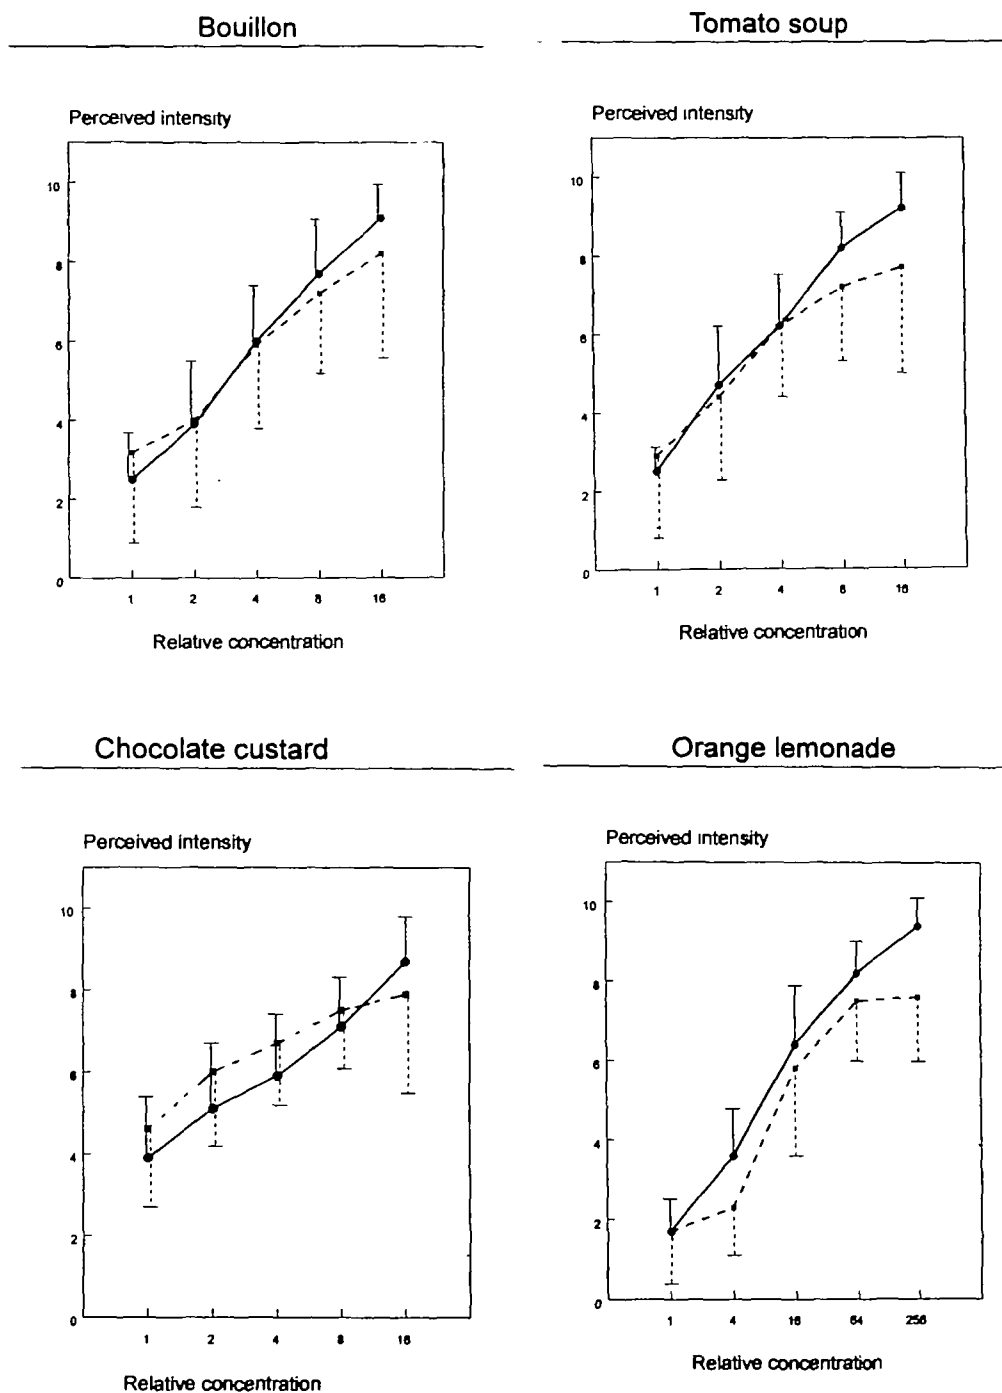 Bouillon
Perceived intensity
10
8
6
4
2
0
1 2 4 8 16
Relative concentration
Tomato soup
Perceived intensity
10
8
6
4
2
0
1 2 4 8 16
Relative concentration
Chocolate custard
Perceived intensity
10
8
6
4
2
0
1 2 4 8 16
Relative concentration
Orange lemonade
Perceived intensity
10
8
6
4
2
0
1 4 16 64 256
Relative concentration